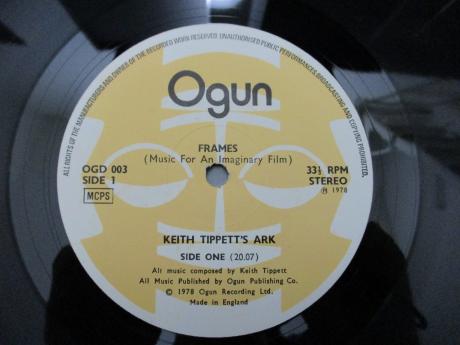 ALL RIGHTS OF THE MANUFACTURERS AND OWNER OF THE RECORDED WORK RESERVED. UNAUTHORISED PUBLIC PERFORMANCE BROADCASTING AND COPYING PROHIBITED.
Ogun
FRAMES
(Music For An Imaginary Film)
OGD 003
SIDE 1
MCPS
33⅓ RPM
STEREO
℗ 1978
KEITH TIPPETT'S ARK
SIDE ONE (20.07)
All music composed by Keith Tippett
All Music Published by Ogun Publishing Co.
© 1978 Ogun Recording Ltd.
Made in England